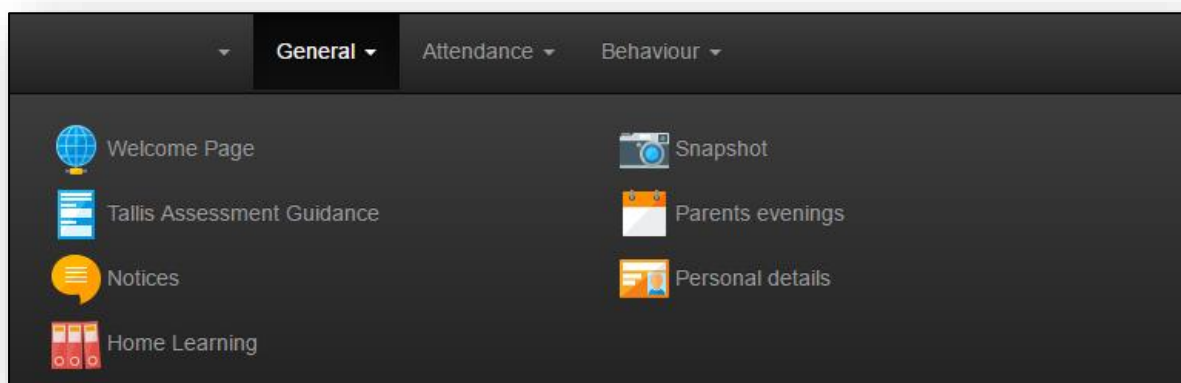 General Attendance Behaviour
Welcome Page
Snapshot
Tallis Assessment Guidance
Parents evenings
Notices
Personal details
Home Learning